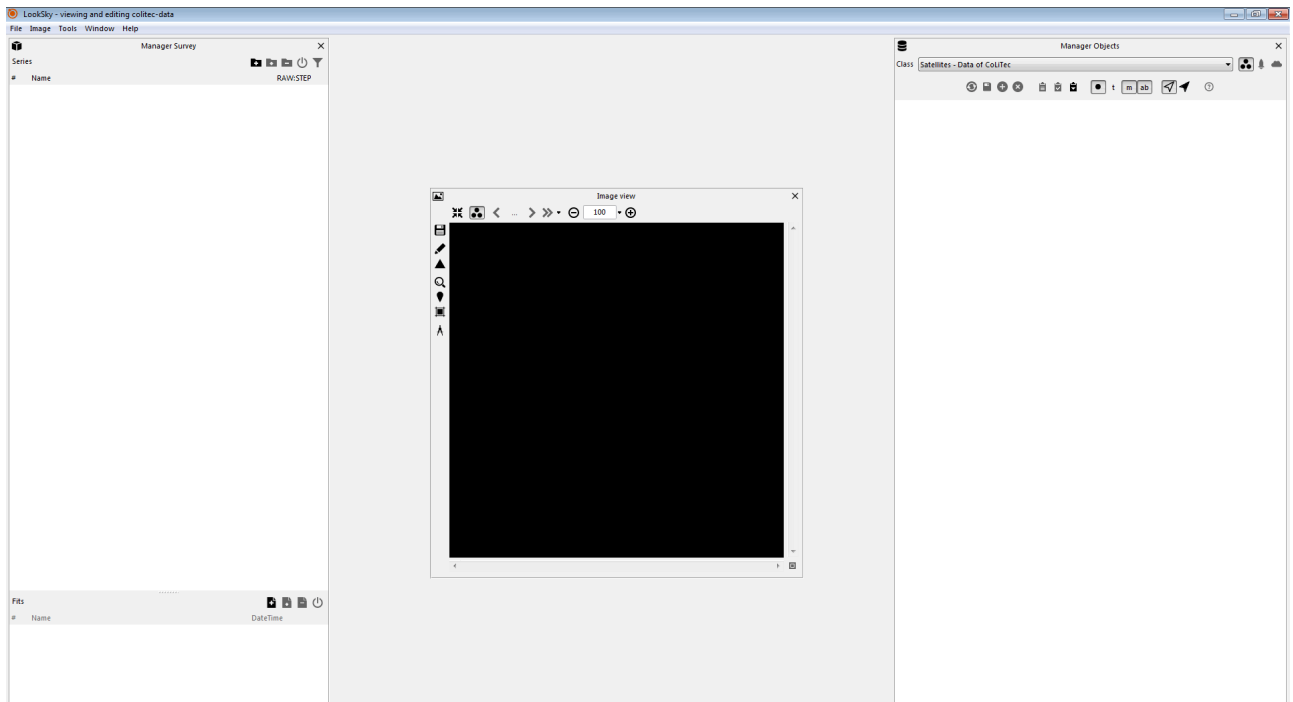 LookSky - viewing and editing colitec-data
File Image Tools Window Help
Manager Survey
Series
# Name RAW:STEP
Fits
# Name DateTime
Image view
... 100
Manager Objects
Class Satellites - Data of CoLiTec
t m ab